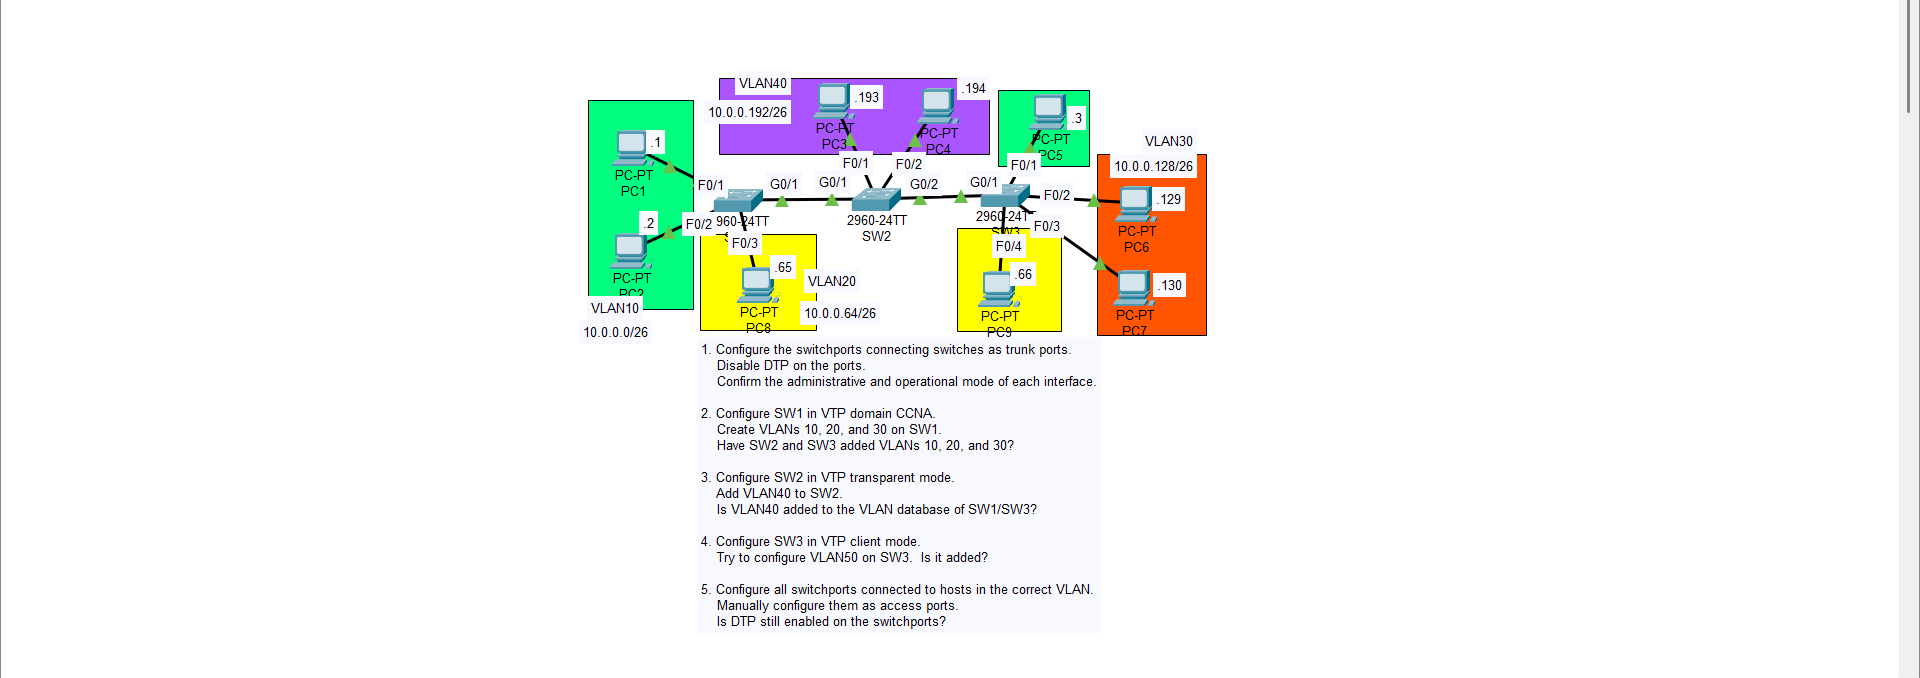 VLAN40
.193
.194
10.0.0.192/26
PC-PT
PC3
PC-PT
PC4
.3
PC-PT
PC5
VLAN30
10.0.0.128/26
.1
PC-PT
PC1
F0/1
F0/2
F0/1
F0/1
G0/1
G0/1
G0/2
G0/1
F0/2
.129
960-24TT
2960-24TT
SW2
2960-24T
SW3
F0/3
PC-PT
PC6
.2
F0/2
F0/3
F0/4
PC-PT
PC2
.65
VLAN20
.66
.130
VLAN10
10.0.0.64/26
PC-PT
PC8
PC-PT
PC9
PC-PT
PC7
10.0.0.0/26
1. Configure the switchports connecting switches as trunk ports.
Disable DTP on the ports.
Confirm the administrative and operational mode of each interface.
2. Configure SW1 in VTP domain CCNA.
Create VLANs 10, 20, and 30 on SW1.
Have SW2 and SW3 added VLANs 10, 20, and 30?
3. Configure SW2 in VTP transparent mode.
Add VLAN40 to SW2.
Is VLAN40 added to the VLAN database of SW1/SW3?
4. Configure SW3 in VTP client mode.
Try to configure VLAN50 on SW3.  Is it added?
5. Configure all switchports connected to hosts in the correct VLAN.
Manually configure them as access ports.
Is DTP still enabled on the switchports?